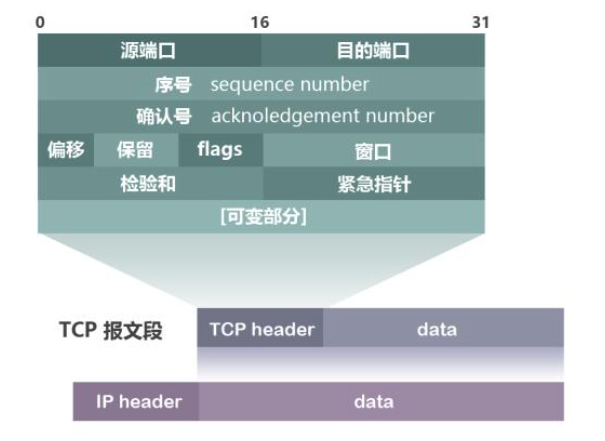 0 16 31
源端口 目的端口
序号 sequence number
确认号 acknoledgement number
偏移 保留 flags 窗口
检验和 紧急指针
[可变部分]
TCP 报文段 TCP header data
IP header data